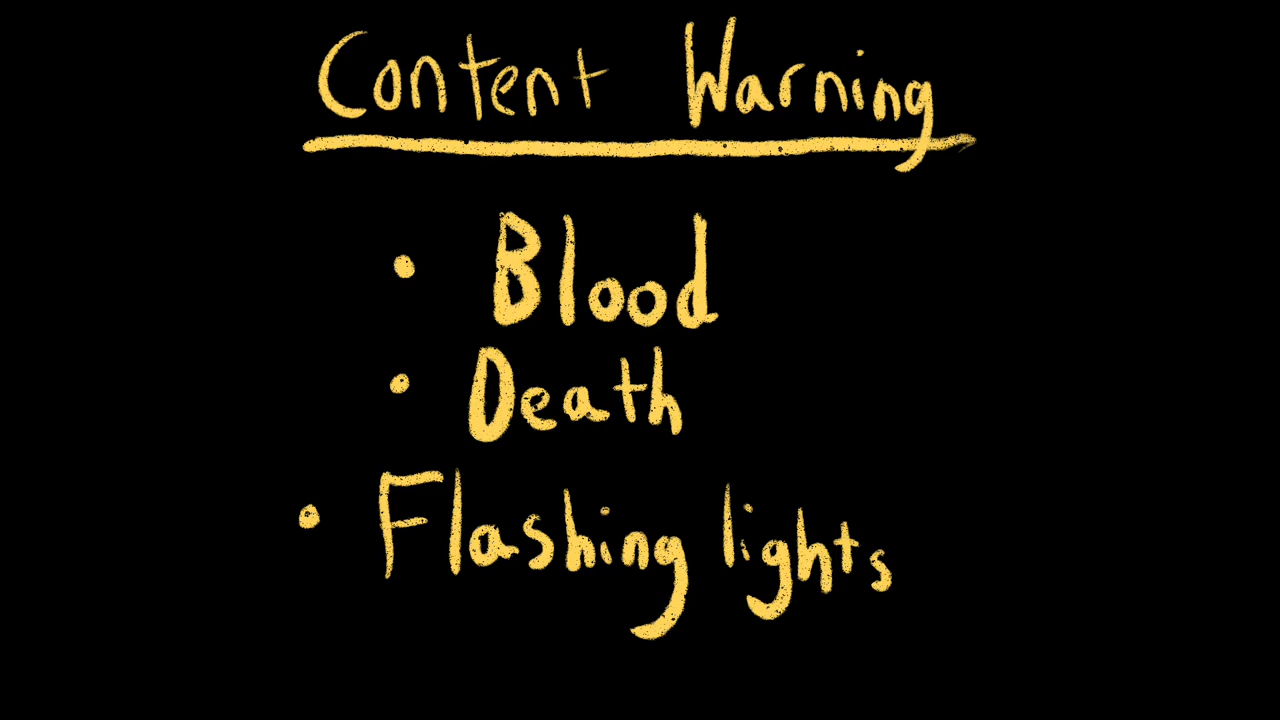 Content Warning
• Blood
• Death
• Flashing lights